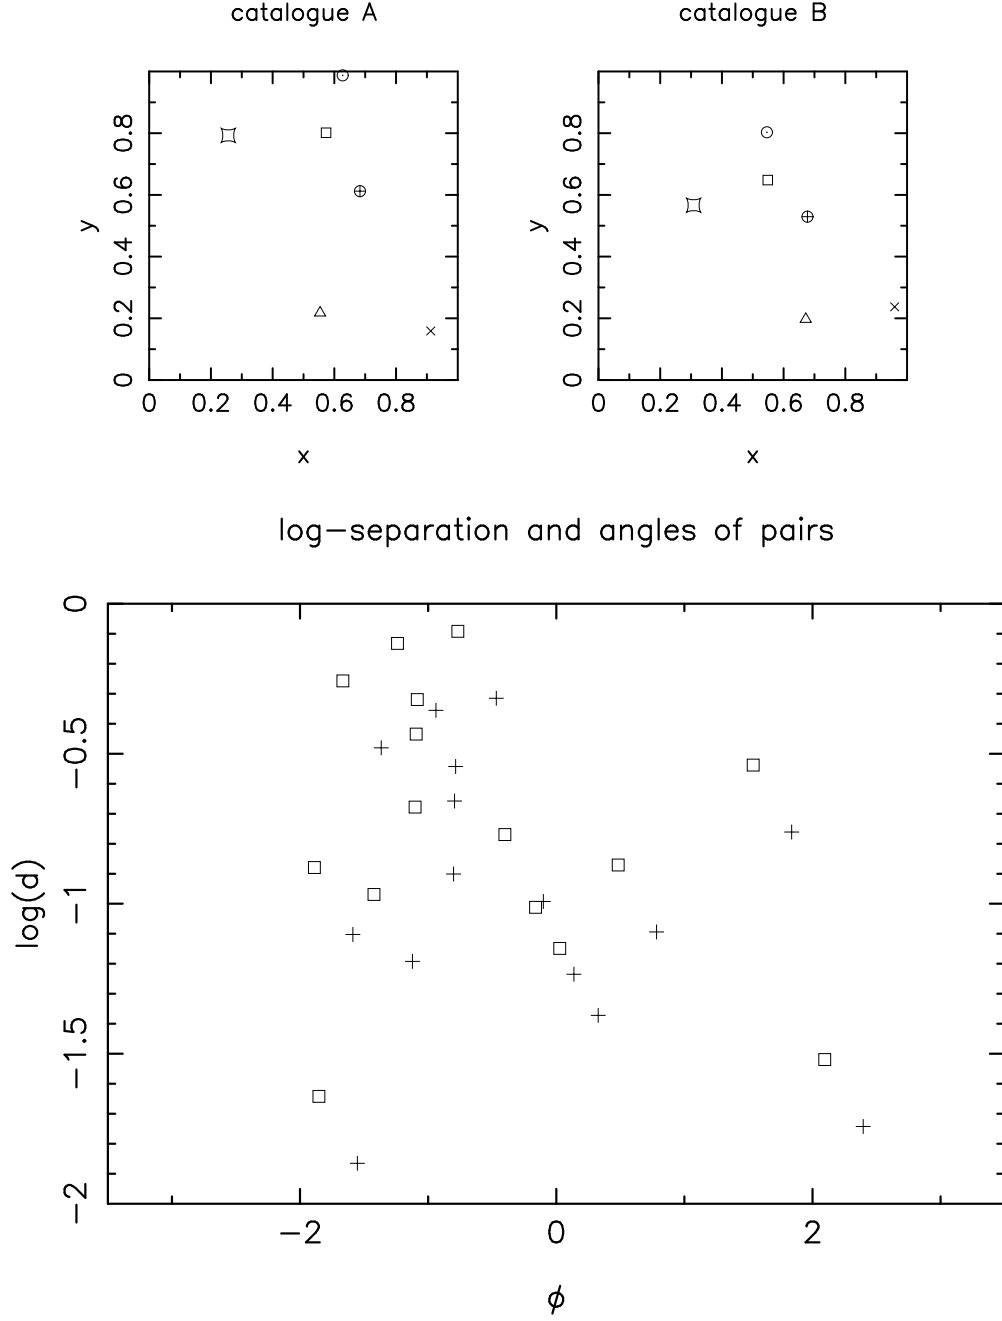 catalogue A
catalogue B
y
0 0.2 0.4 0.6 0.8
0 0.2 0.4 0.6 0.8
x
y
0 0.2 0.4 0.6 0.8
0 0.2 0.4 0.6 0.8
x
log−separation and angles of pairs
log(d)
0
−0.5
−1
−1.5
−2
−2 0 2
ϕ